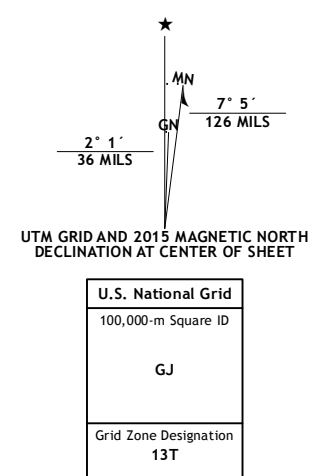 ★
MN
GN
7° 5´
126 MILS
2° 1´
36 MILS
UTM GRID AND 2015 MAGNETIC NORTH
DECLINATION AT CENTER OF SHEET
U.S. National Grid
100,000-m Square ID
GJ
Grid Zone Designation
13T